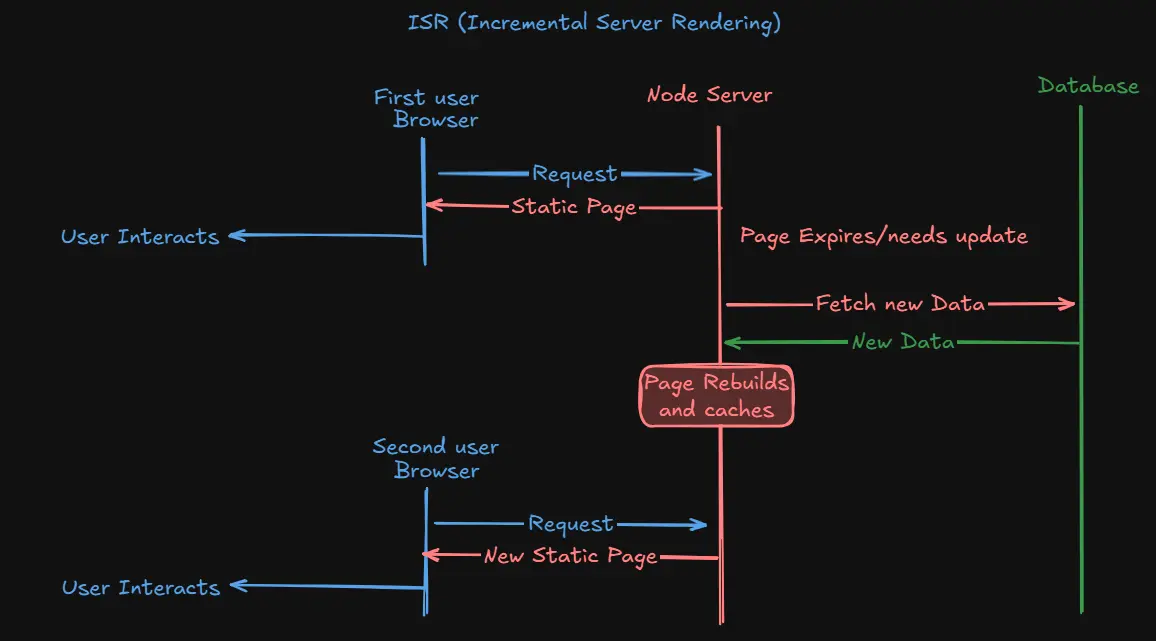 ISR (Incremental Server Rendering)
First user
Browser
Node Server
Database
Request
Static Page
User Interacts
Page Expires/needs update
Fetch new Data
New Data
Page Rebuilds
and caches
Second user
Browser
Request
New Static Page
User Interacts